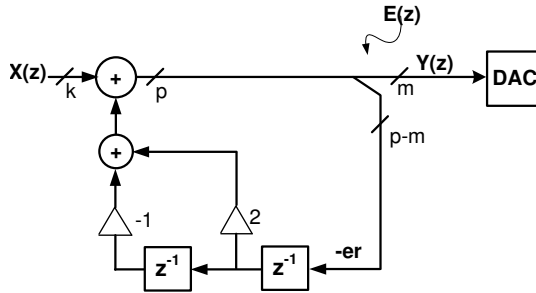 E(z)
X(z)
k
+
p
m
Y(z)
DAC
p-m
+
-1
2
z⁻¹
z⁻¹
-er